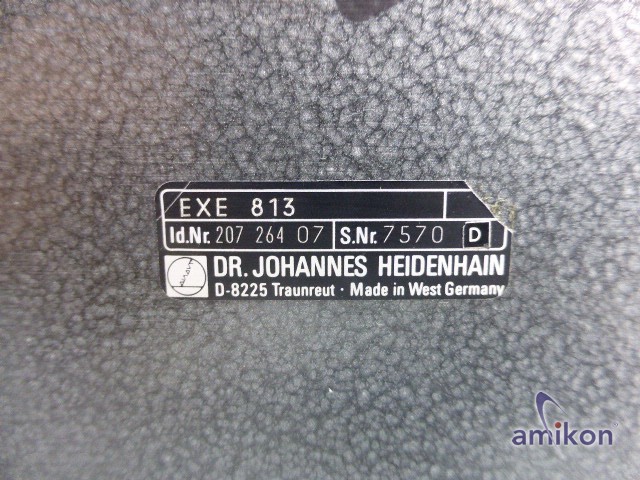 EXE 813
Id.Nr. 207 264 07 S.Nr. 7570 D
DR. JOHANNES HEIDENHAIN
D-8225 Traunreut · Made in West Germany
amikon